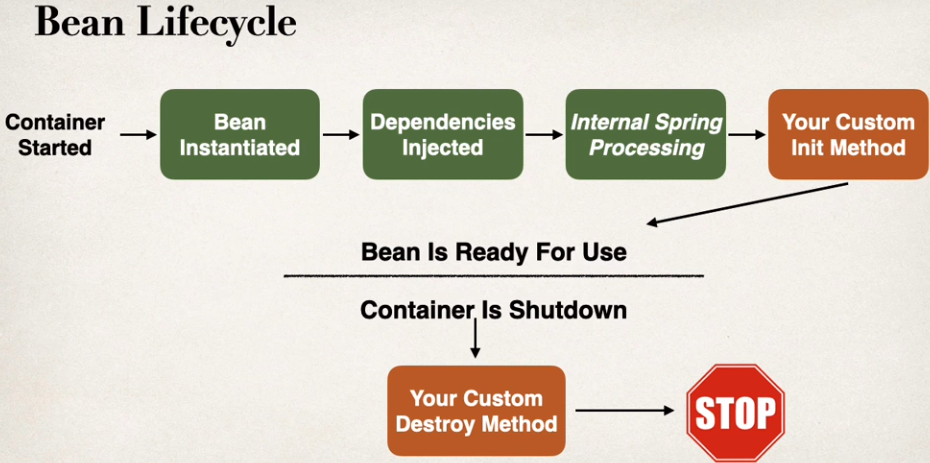 Bean Lifecycle
Container
Started
Bean
Instantiated
Dependencies
Injected
Internal Spring
Processing
Your Custom
Init Method
Bean Is Ready For Use
Container Is Shutdown
Your Custom
Destroy Method
STOP